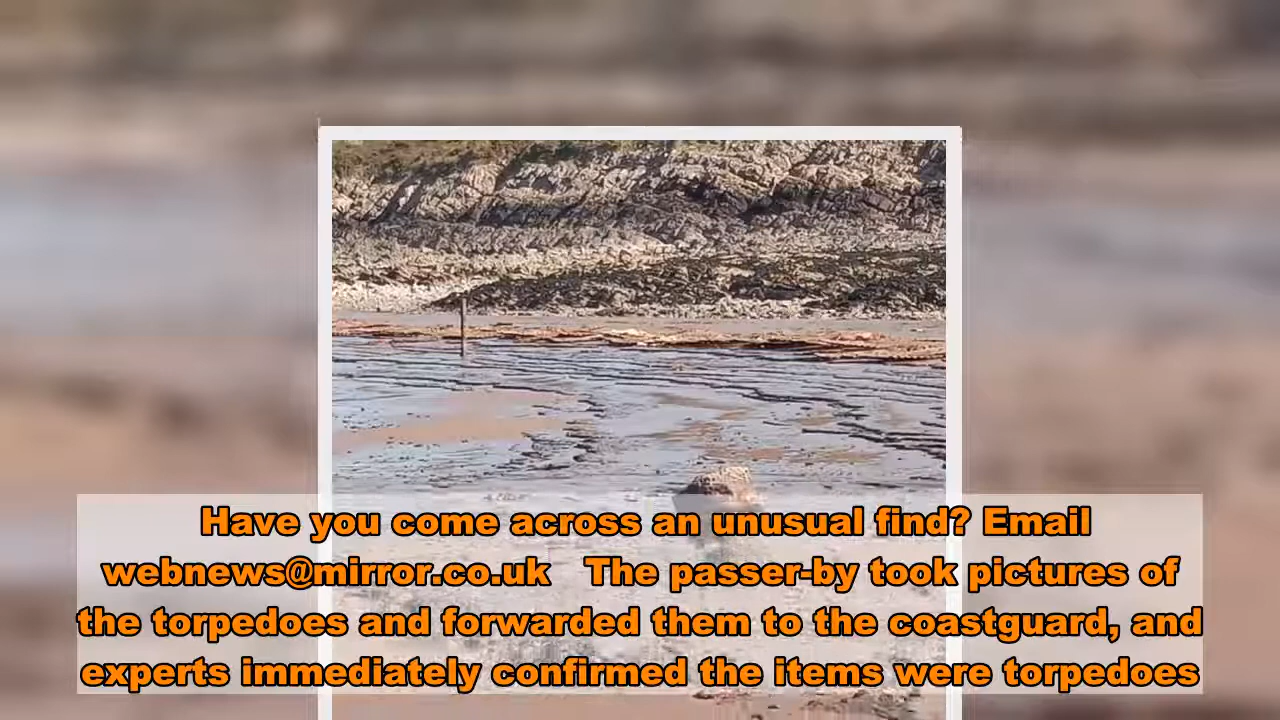 Have you come across an unusual find? Email
webnews@mirror.co.uk   The passer-by took pictures of
the torpedoes and forwarded them to the coastguard, and
experts immediately confirmed the items were torpedoes